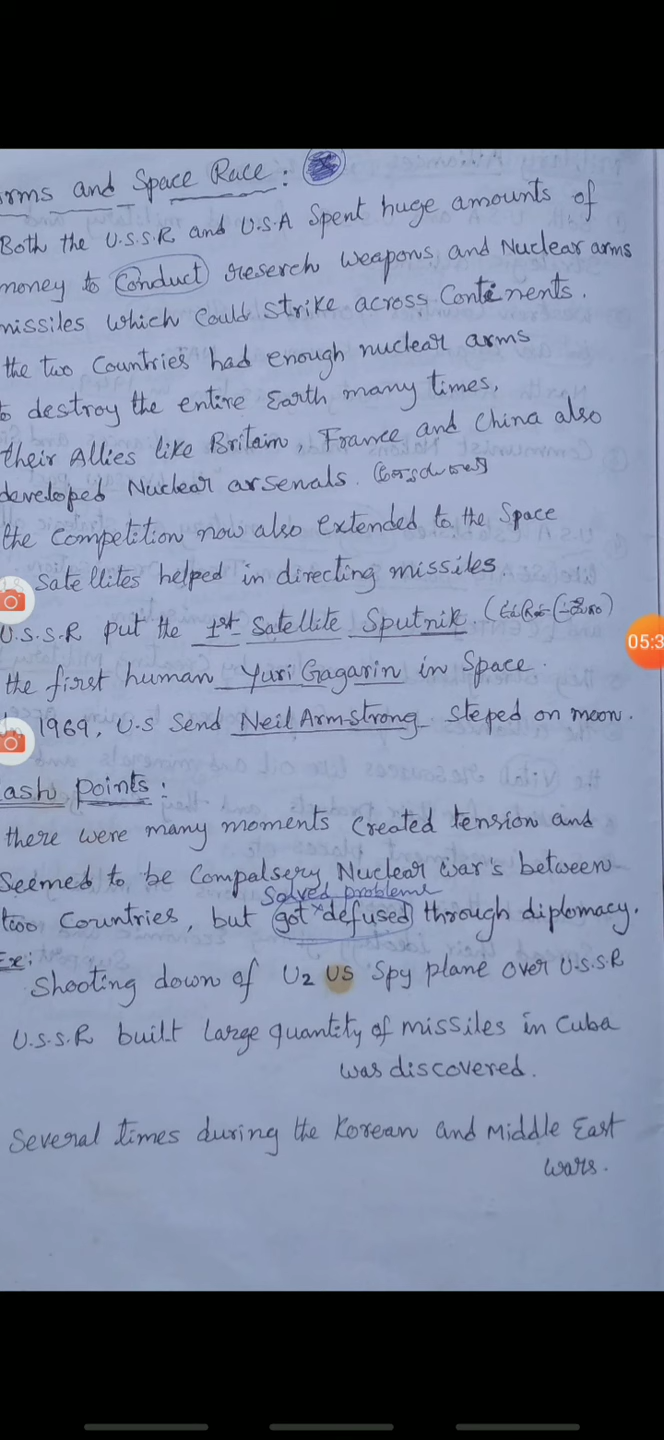 rms and Space Race :
Both the U.S.S.R and U.S.A Spent huge amounts of
money to Conduct reserch weapons and Nuclear arms
missiles which Could strike across Continents.
the two Countries had enough nuclear arms
to destroy the entire Earth many times,
their Allies like Britain, France and China also
developed Nuclear arsenals.
the Competition now also extended to the Space
Satellites helped in directing missiles
U.S.S.R put the 1st Satellite Sputnik.
the first human Yuri Gagarin in Space.
1969, U.S Send Neil Armstrong steped on moon.
ash points :
there were many moments Created tension and
Seemed to be Compalsery Nuclear war's between
Solved probleme
two Countries, but got defused through diplomacy.
Ex:
Shooting down of U2 US Spy plane over U.S.S.R
U.S.S.R built large quantity of missiles in Cuba
was discovered.
Several times during the Korean and Middle East
wars.
05:3